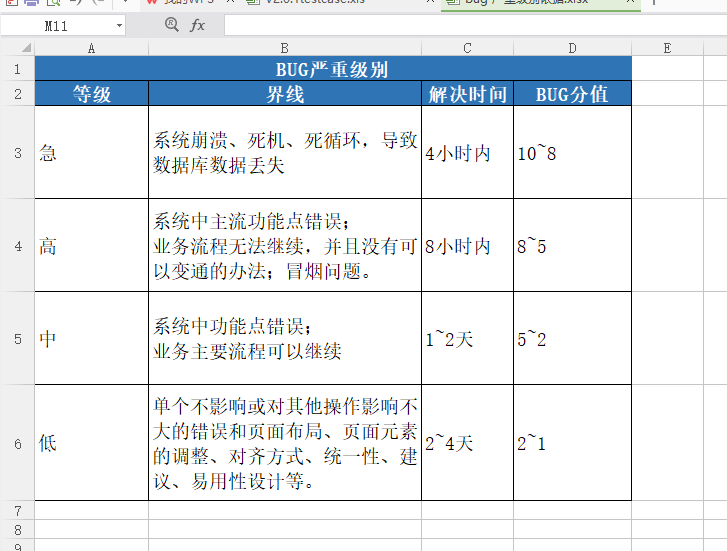 我的WPS
V2.0.1testcase.xls
M11
fx
A B C D E
1 BUG严重级别
2 等级 界线 解决时间 BUG分值
系统崩溃、死机、死循环，导致
3 急 4小时内 10~8
数据库数据丢失
系统中主流功能点错误；
4 高 业务流程无法继续，并且没有可 8小时内 8~5
以变通的办法；冒烟问题。
系统中功能点错误；
5 中 1~2天 5~2
业务主要流程可以继续
单个不影响或对其他操作影响不
大的错误和页面布局、页面元素
6 低 2~4天 2~1
的调整、对齐方式、统一性、建
议、易用性设计等。
7
8
9